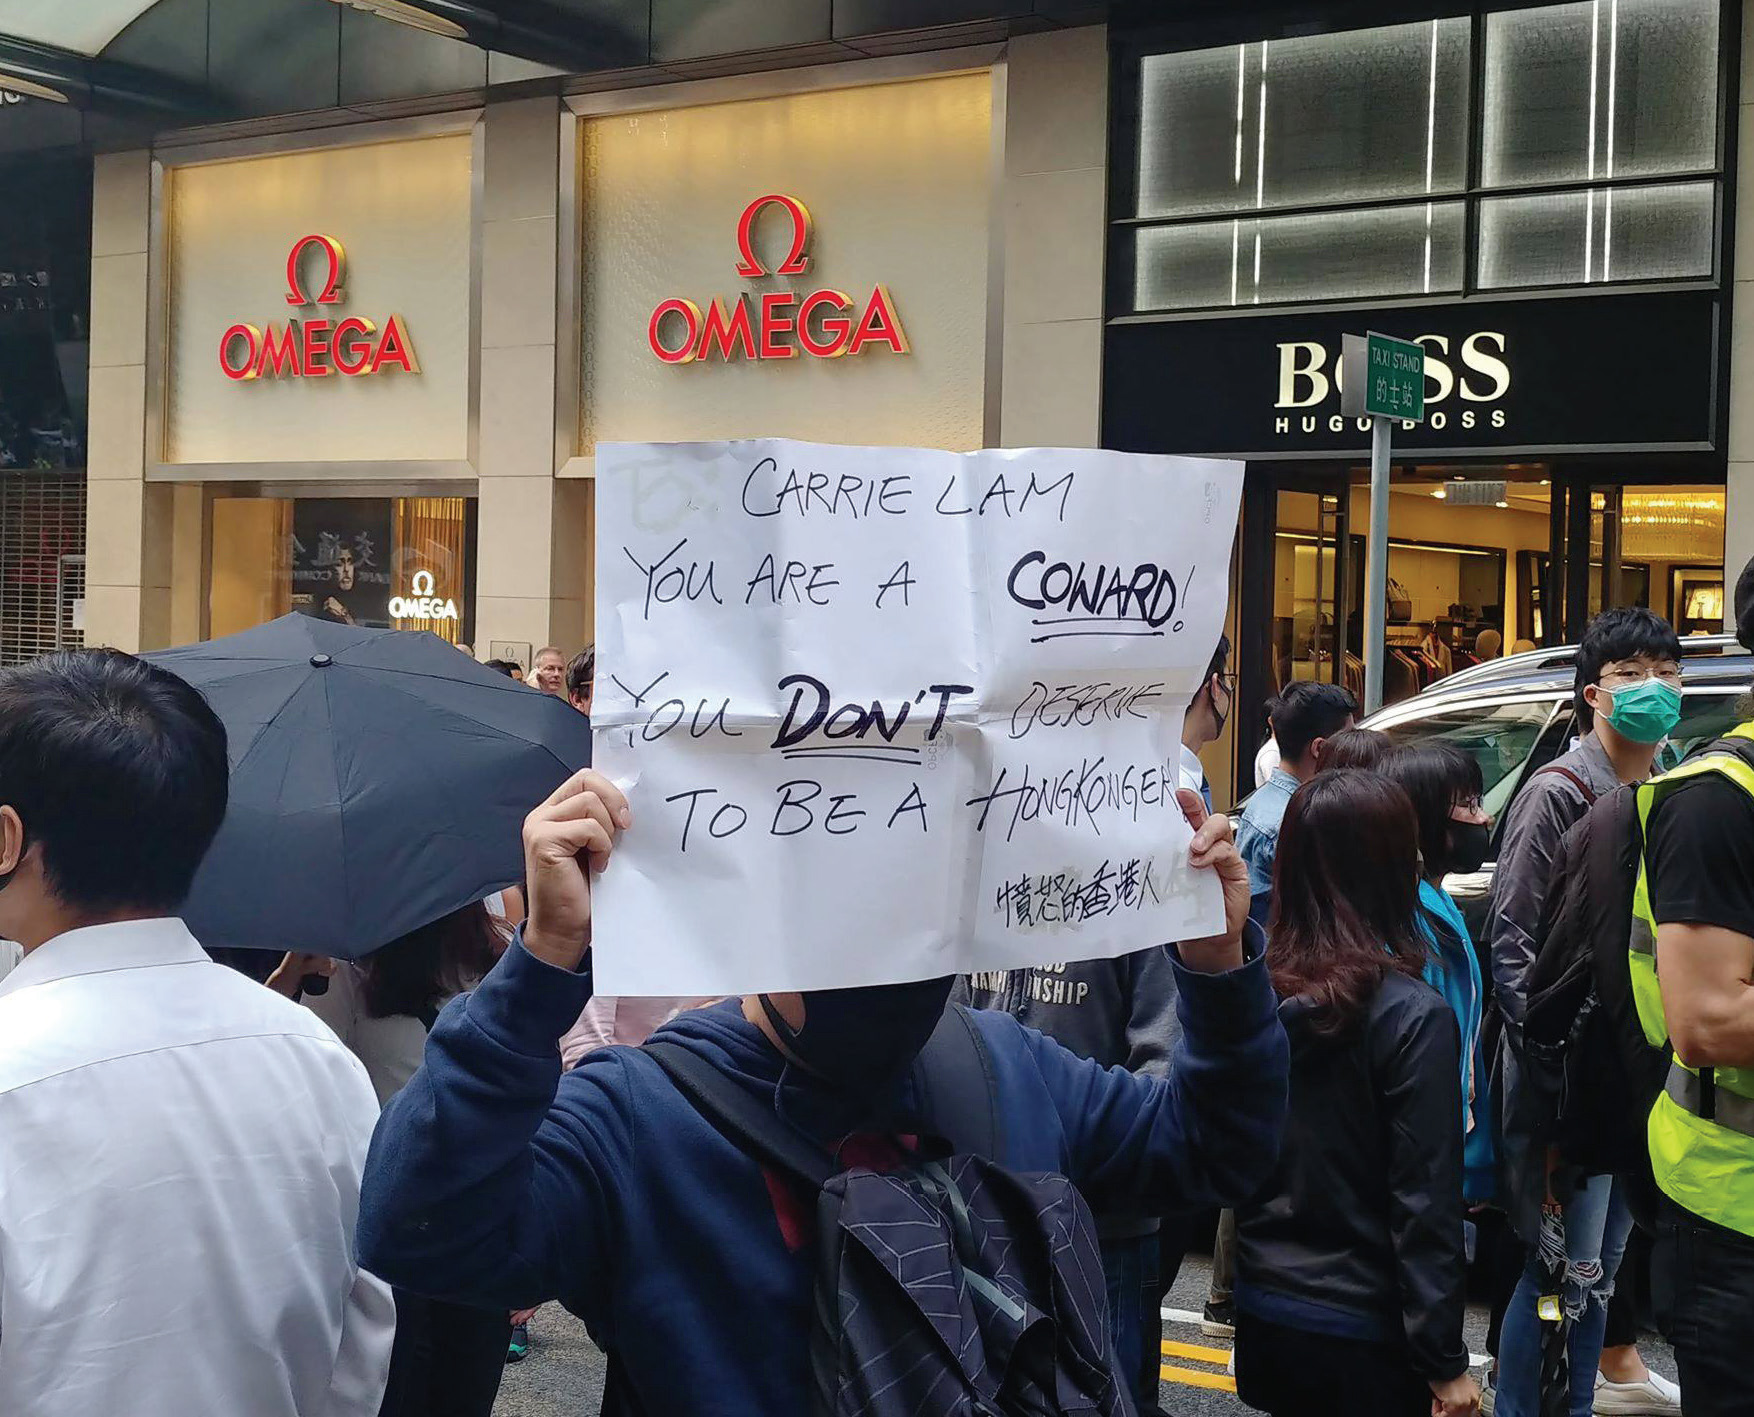 OMEGA
OMEGA
BOSS
HUGO BOSS
TAXI STAND
的士站
OMEGA
To:
CARRIE LAM
YOU ARE A COWARD!
YOU DON'T DESERVE
TO BE A HONGKONGER
憤怒的香港人
NSHIP